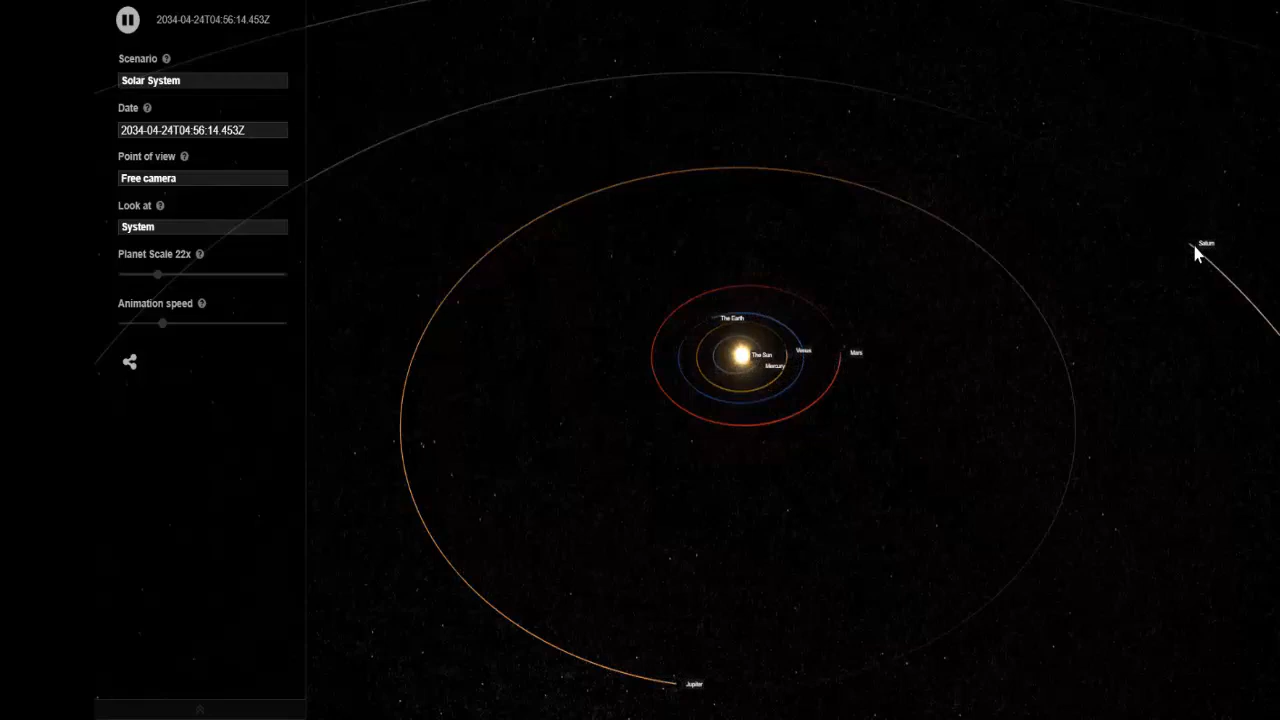 2034-04-24T04:56:14.453Z
Scenario
Solar System
Date
2034-04-24T04:56:14.453Z
Point of view
Free camera
Look at
System
Planet Scale 22x
Animation speed
Saturn
The Earth
Venus
Mars
The Sun
Mercury
Jupiter